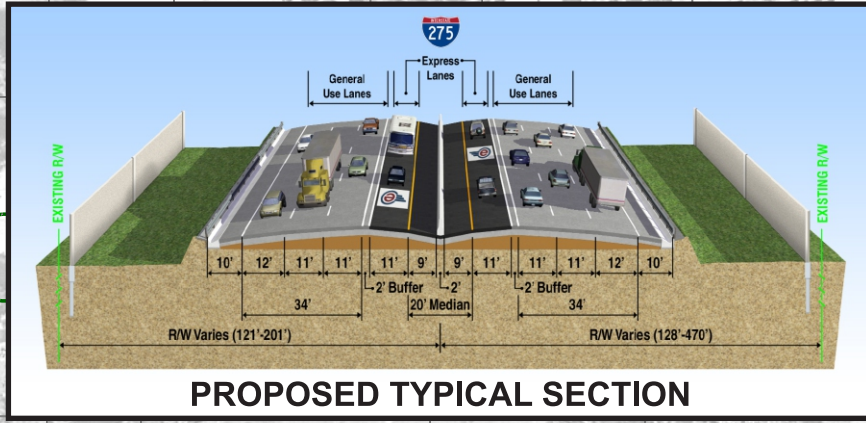 INTERSTATE
275
Express
Lanes
General
Use Lanes
General
Use Lanes
EXISTING R/W
EXISTING R/W
10' 12' 11' 11' 11' 9' 9' 11' 11' 11' 12' 10'
2' Buffer 2' 2' Buffer
34' 20' Median 34'
R/W Varies (121'-201') R/W Varies (128'-470')
PROPOSED TYPICAL SECTION